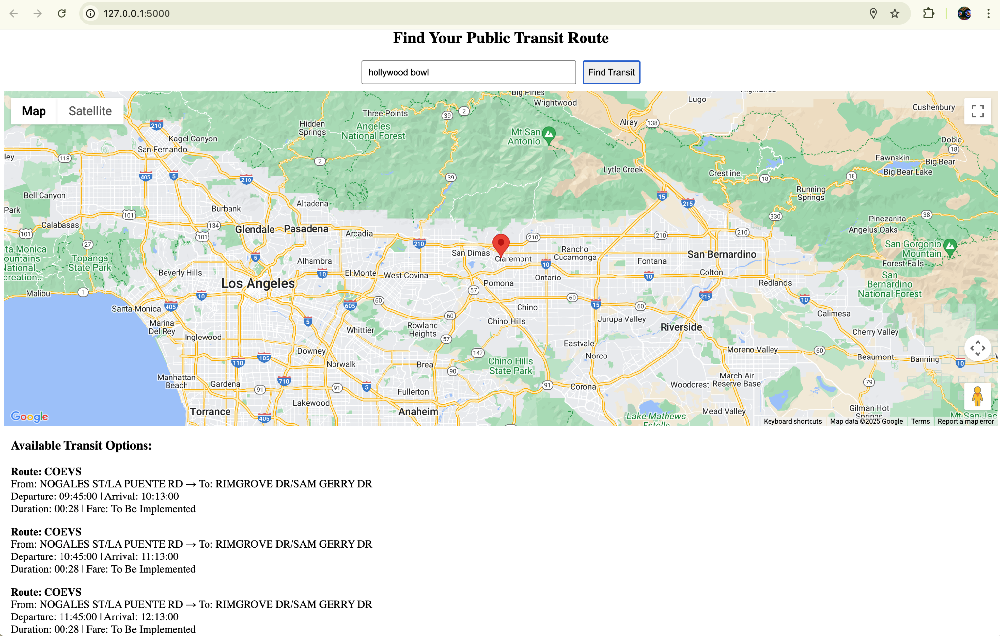 127.0.0.1:5000
Find Your Public Transit Route
hollywood bowl
Find Transit
Map
Satellite
Big Pines
Wrightwood
Lugo
Cushenbury
Three Points
39
2
Hidden
Springs
Angeles
National Forest
Alray
138
210
Kagel Canyon
Mt San
Antonio
Doble
18
San Fernando
ley
118
2
Fawnskin
Big Bear
Lytle Creek
Crestline
Big Bear Lake
405
5
210
39
18
18
Running
Springs
Bell Canyon
15
215
Altadena
Park
101
Burbank
330
38
Pinezanita
Calabasas
134
Glendale
Pasadena
Arcadia
Angelus Oaks
101
101
27
210
210
210
210
San Gorgonio
Mountain
ta.Monica
ountains
National
creation...
Topanga
State Park
5
San Dimas
Claremont
Rancho
Cucamonga
San Bernardino
Alhambra
10
Fontana
Forest Falls
Beverly Hills
10
El Monte
West Covina
Ontario
10
Colton
San
Bernardino
National Forest
Los Angeles
Pomona
Redlands
Malibu
1
10
57
60
215
10
Santa Monica
405
605
60
15
60
Chino
Calimesa
Marina
Del Rey
5
60
Rowland
Heights
Chino Hills
Jurupa Valley
Riverside
Whittier
57
Cherry Valley
Inglewood
Eastvale
Downey
142
Moreno Valley
60
105
110
Norwalk
Brea
90
Chino Hills
State Park
Norco
Beaumont
Banning
10
Manhattan
Beach
Gardena
710
91
91
5
91
Corona
Woodcrest
March Air
Reserve Base
79
Fullerton
Lakewood
Torrance
405
Anaheim
Lake Mathews
Estelle
Mead Valley
Gilman Hot
Springs
Mt-San-Jac
Google
Keyboard shortcuts
Map data ©2025 Google
Terms
Report a map error
Available Transit Options:
Route: COEVS
From: NOGALES ST/LA PUENTE RD → To: RIMGROVE DR/SAM GERRY DR
Departure: 09:45:00 | Arrival: 10:13:00
Duration: 00:28 | Fare: To Be Implemented
Route: COEVS
From: NOGALES ST/LA PUENTE RD → To: RIMGROVE DR/SAM GERRY DR
Departure: 10:45:00 | Arrival: 11:13:00
Duration: 00:28 | Fare: To Be Implemented
Route: COEVS
From: NOGALES ST/LA PUENTE RD → To: RIMGROVE DR/SAM GERRY DR
Departure: 11:45:00 | Arrival: 12:13:00
Duration: 00:28 | Fare: To Be Implemented